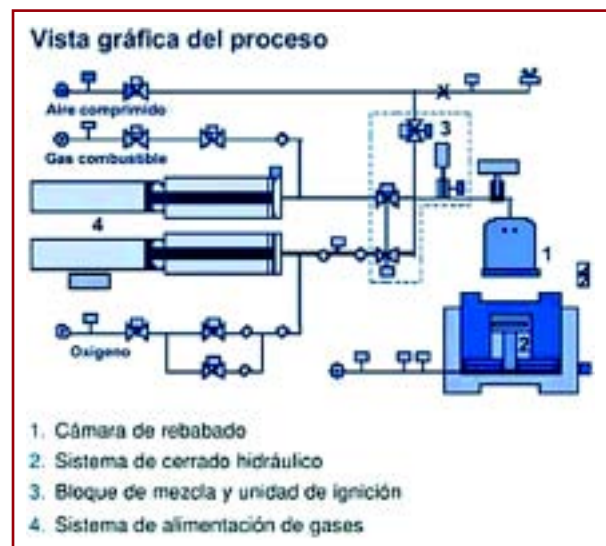 Vista gráfica del proceso
Aire comprimido
3
Gas combustible
4
1
2
Oxígeno
1. Cámara de rebabado
2. Sistema de cerrado hidráulico
3. Bloque de mezcla y unidad de ignición
4. Sistema de alimentación de gases